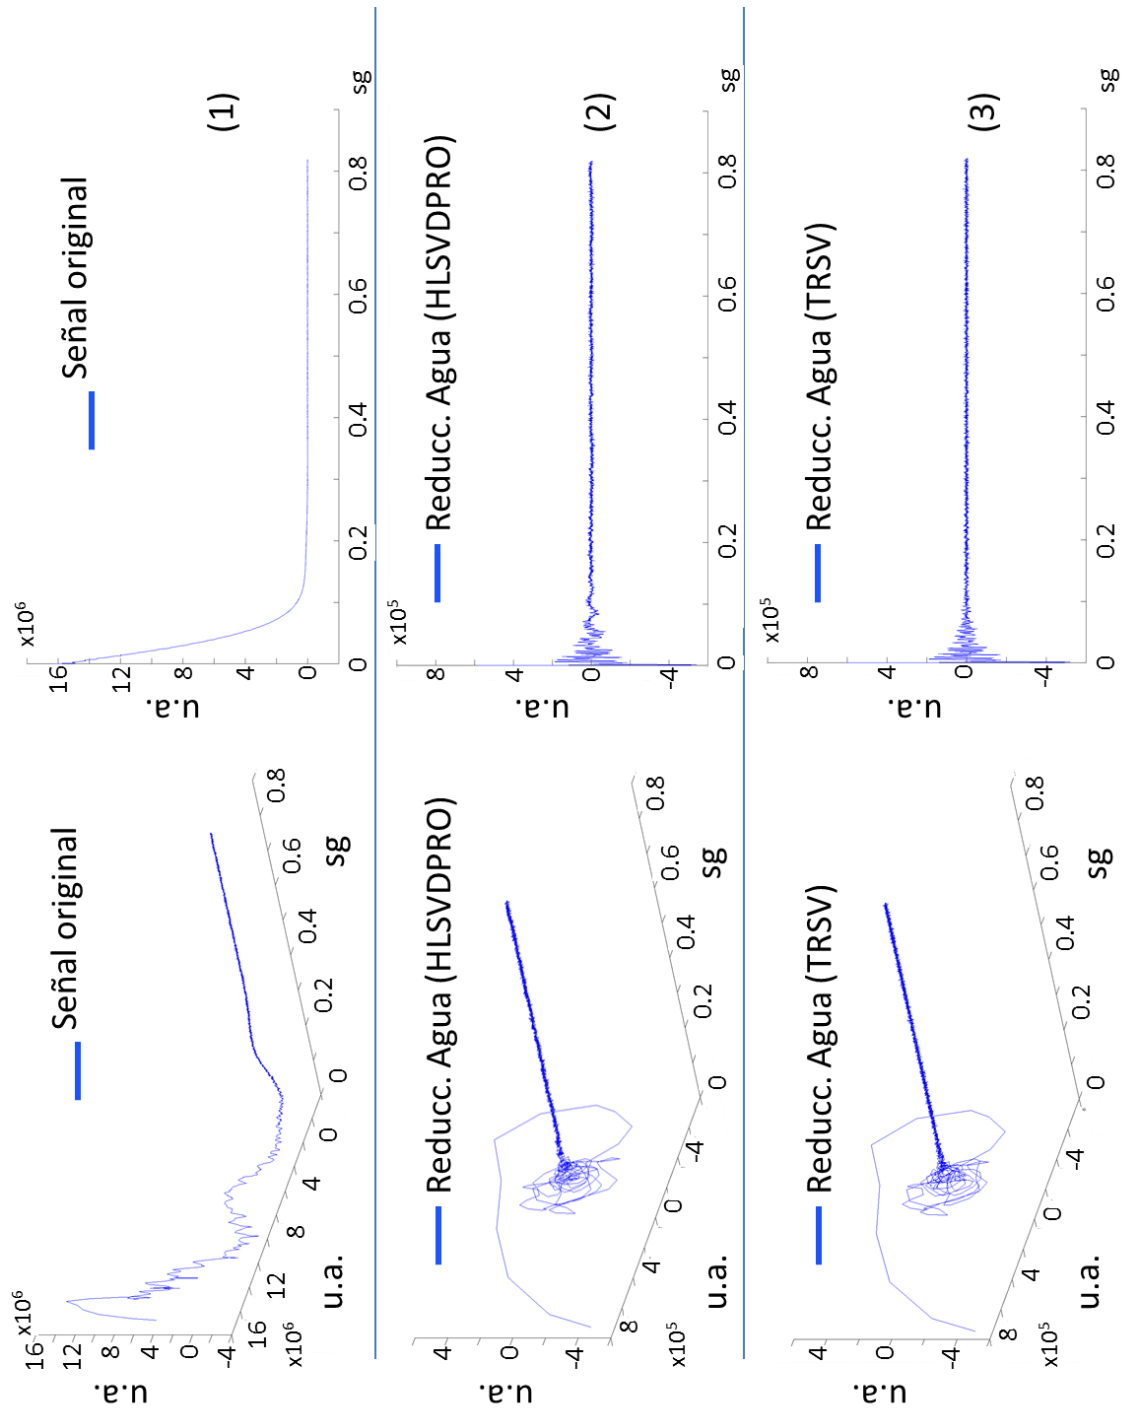 Señal original
x10⁶
16
12
8
4
0
-4
u.a.
x10⁶
16
12
8
4
0
u.a.
0
0.2
0.4
0.6
0.8
sg
Señal original
x10⁶
16
12
8
4
0
u.a.
(1)
0 0.2 0.4 0.6 0.8 sg
Reducc. Agua (HLSVDPRO)
4
0
-4
u.a.
x10⁵
8
4
0
-4
u.a.
0
0.2
0.4
0.6
0.8
sg
Reducc. Agua (HLSVDPRO)
x10⁵
8
4
0
-4
u.a.
(2)
0 0.2 0.4 0.6 0.8 sg
Reducc. Agua (TRSV)
4
0
-4
u.a.
x10⁵
8
4
0
-4
u.a.
0
0.2
0.4
0.6
0.8
sg
Reducc. Agua (TRSV)
x10⁵
8
4
0
-4
u.a.
(3)
0 0.2 0.4 0.6 0.8 sg